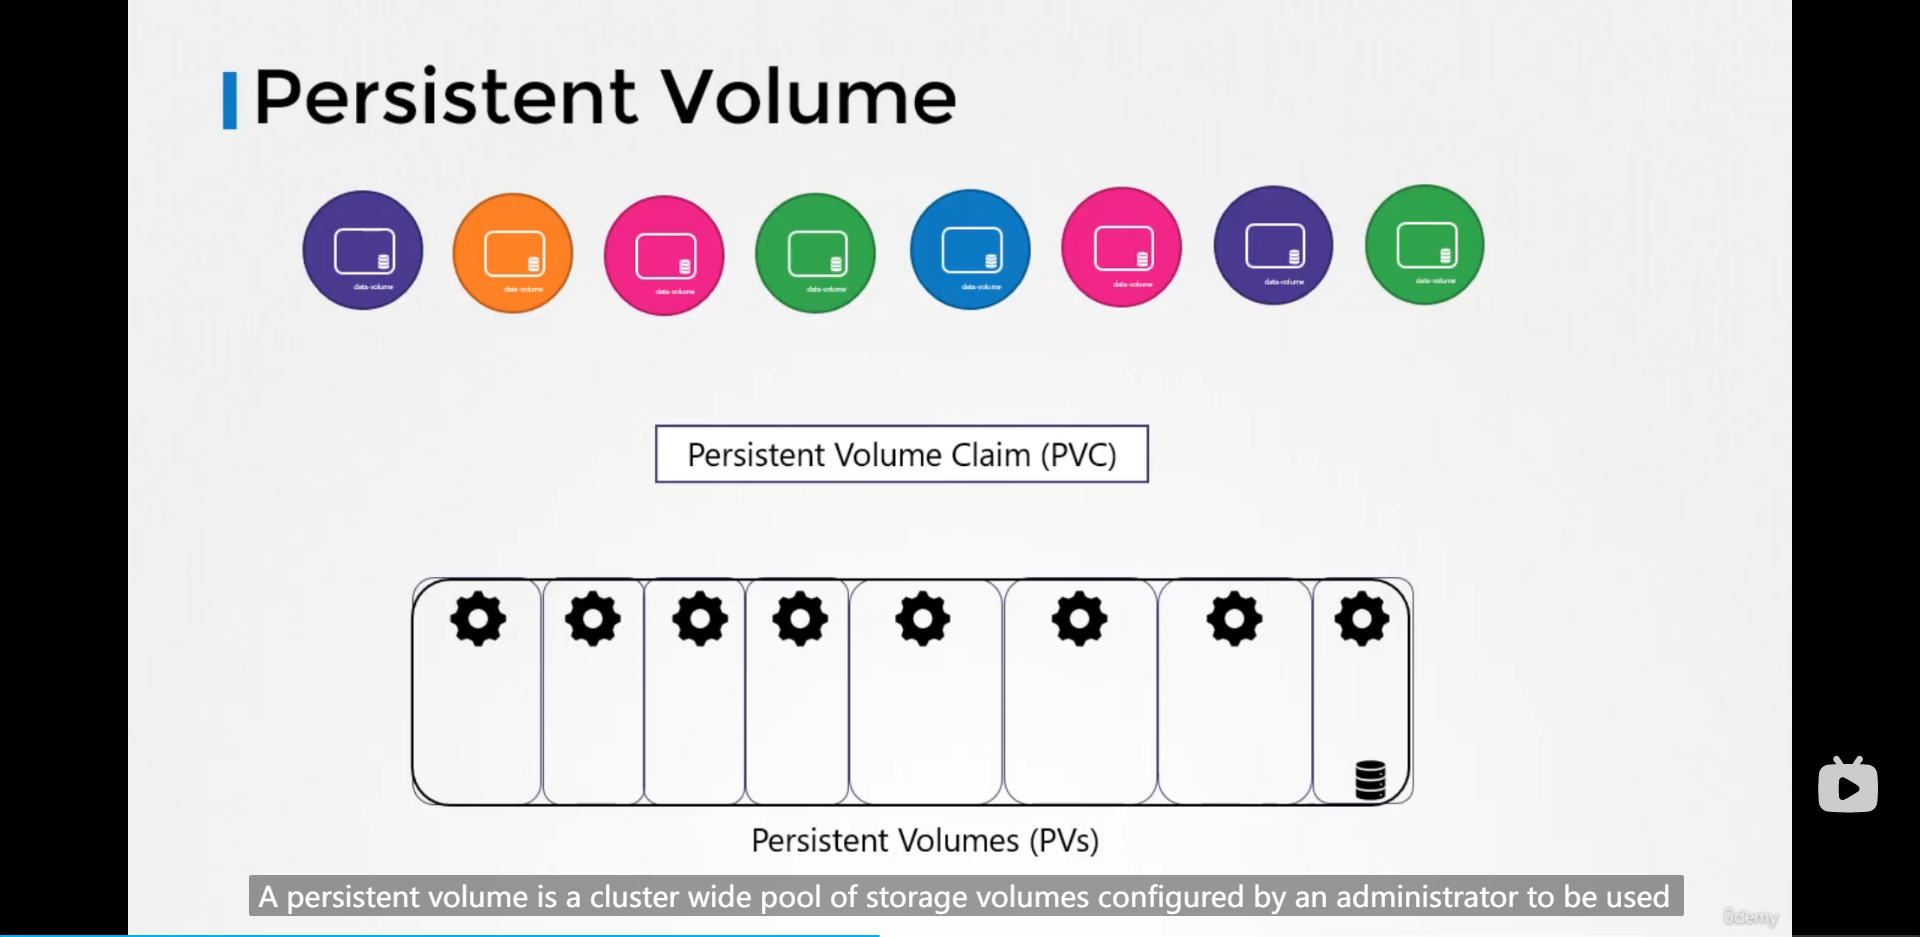 Persistent Volume
data-volume
data-volume
data-volume
data-volume
data-volume
data-volume
data-volume
data-volume
Persistent Volume Claim (PVC)
Persistent Volumes (PVs)
A persistent volume is a cluster wide pool of storage volumes configured by an administrator to be used
ûdemy